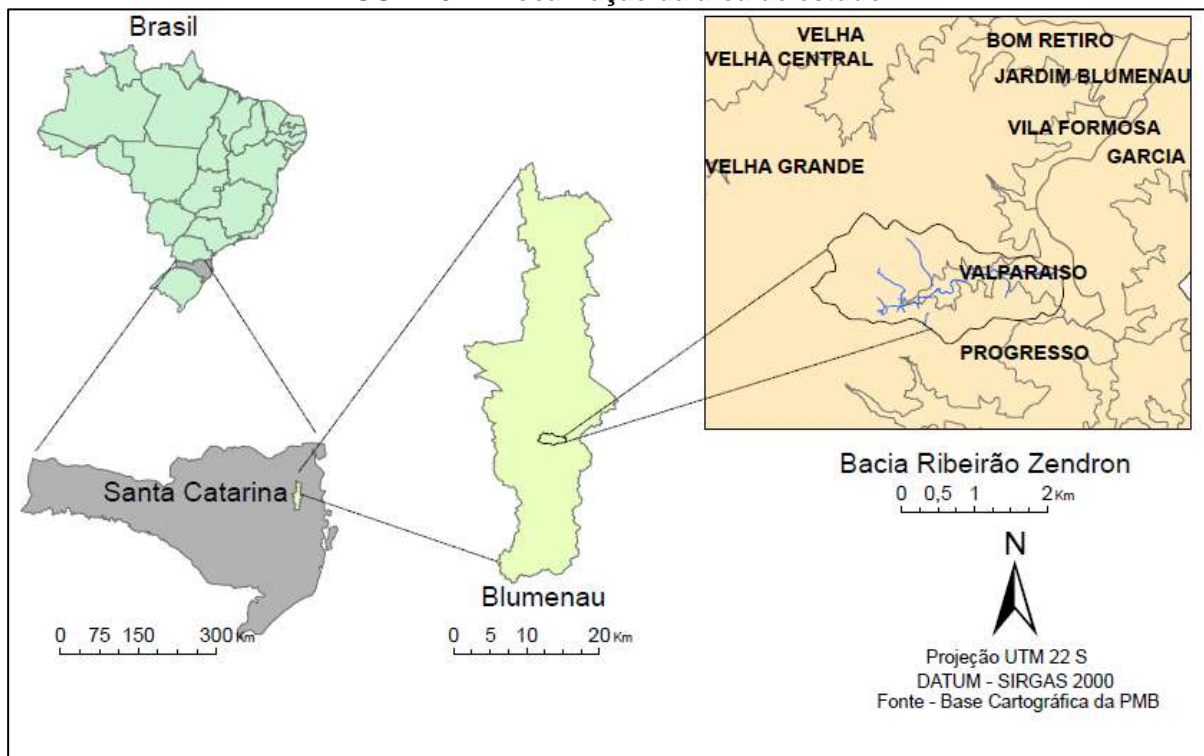 Brasil
VELHA
VELHA CENTRAL
BOM RETIRO
JARDIM BLUMENAU
VILA FORMOSA
GARCIA
VELHA GRANDE
VALPARAISO
PROGRESSO
Santa Catarina
0 75 150 300 Km
Blumenau
0 5 10 20 Km
Bacia Ribeirão Zendron
0 0,5 1 2 Km
N
Projeção UTM 22 S
DATUM - SIRGAS 2000
Fonte - Base Cartográfica da PMB